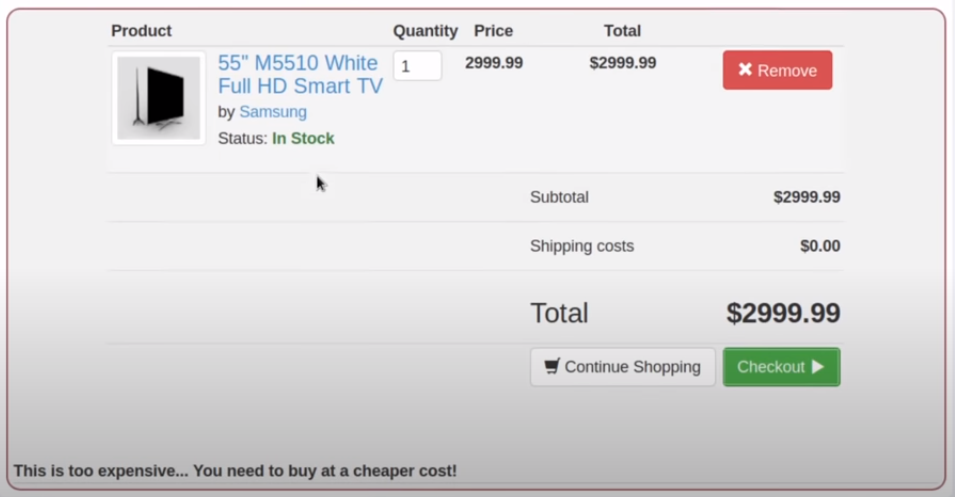 Product Quantity Price Total
55" M5510 White
Full HD Smart TV
by Samsung
Status: In Stock
1
2999.99
$2999.99
✖ Remove
Subtotal $2999.99
Shipping costs $0.00
Total $2999.99
Continue Shopping
Checkout ▶
This is too expensive... You need to buy at a cheaper cost!